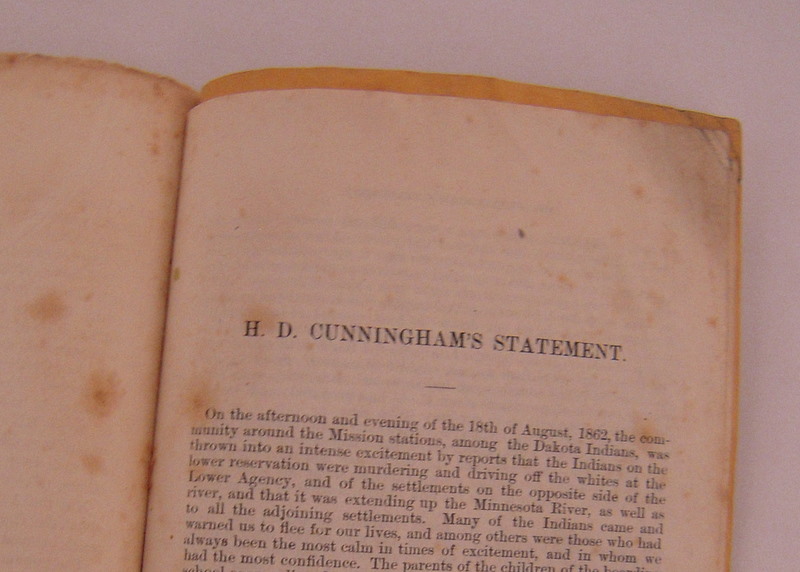 H. D. CUNNINGHAM'S STATEMENT.
On the afternoon and evening of the 18th of August, 1862, the com-
munity around the Mission stations, among the Dakota Indians, was
thrown into an intense excitement by reports that the Indians on the
lower reservation were murdering and driving off the whites at the
Lower Agency, and of the settlements on the opposite side of the
river, and that it was extending up the Minnesota River, as well as
to all the adjoining settlements. Many of the Indians came and
warned us to flee for our lives, and among others were those who had
always been the most calm in times of excitement, and in whom we
had the most confidence. The parents of the children of the boarding